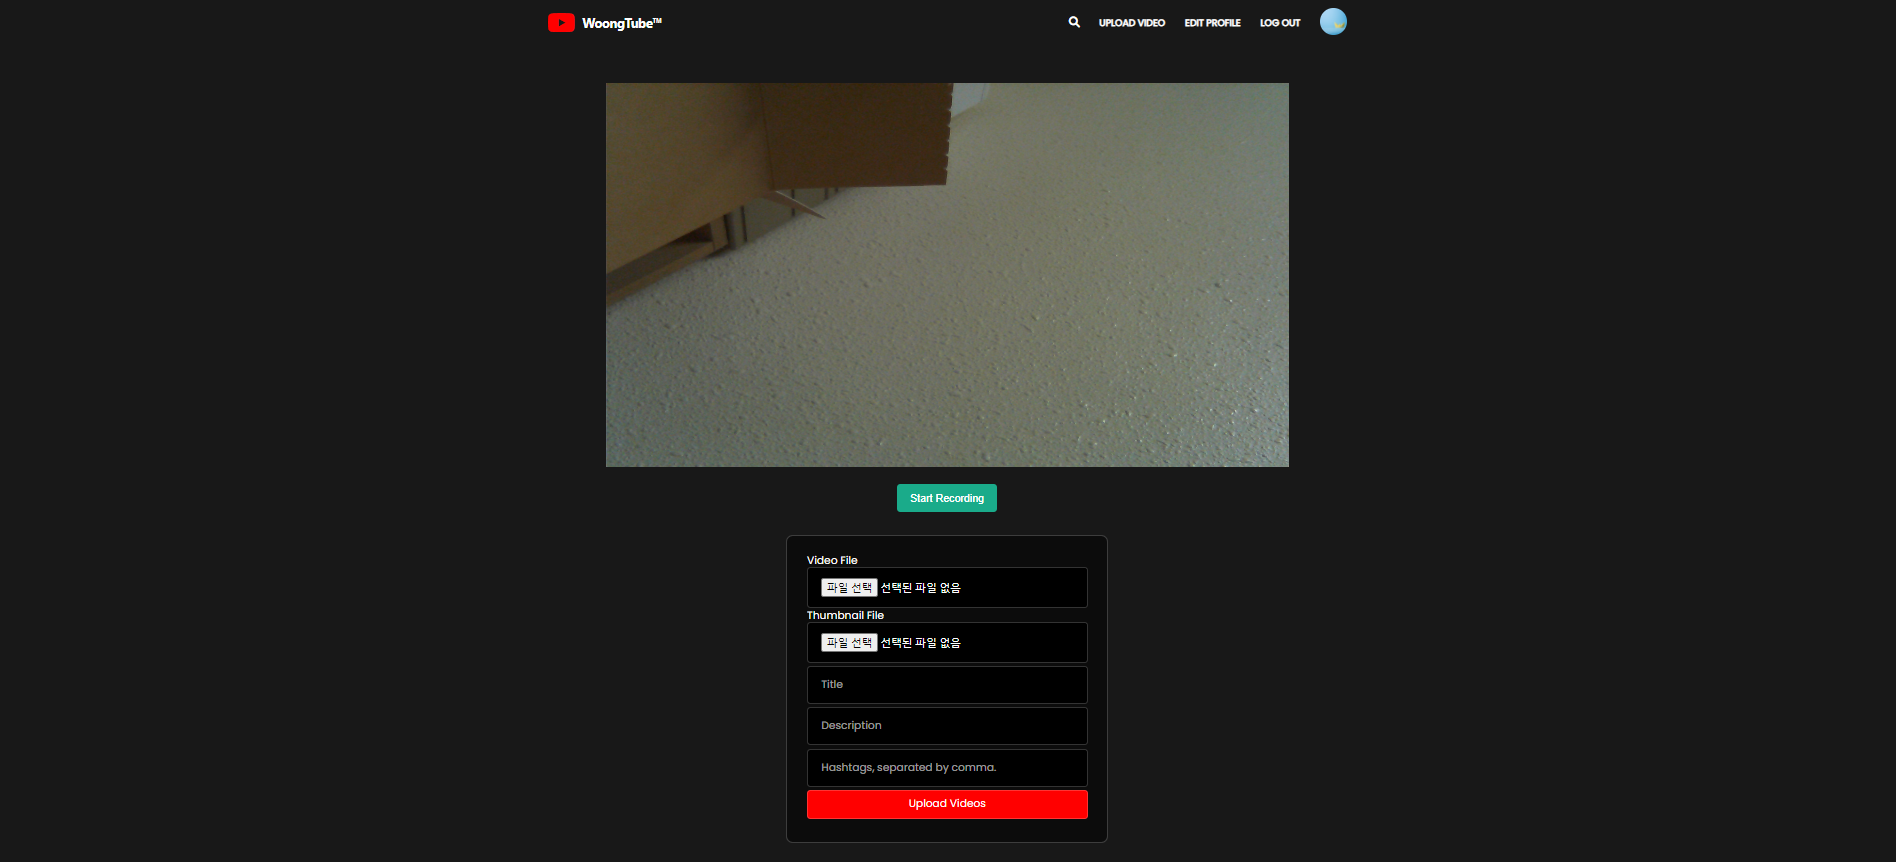 WoongTube™
UPLOAD VIDEO
EDIT PROFILE
LOG OUT
Start Recording
Video File
파일 선택 선택된 파일 없음
Thumbnail File
파일 선택 선택된 파일 없음
Title
Description
Hashtags, separated by comma.
Upload Videos